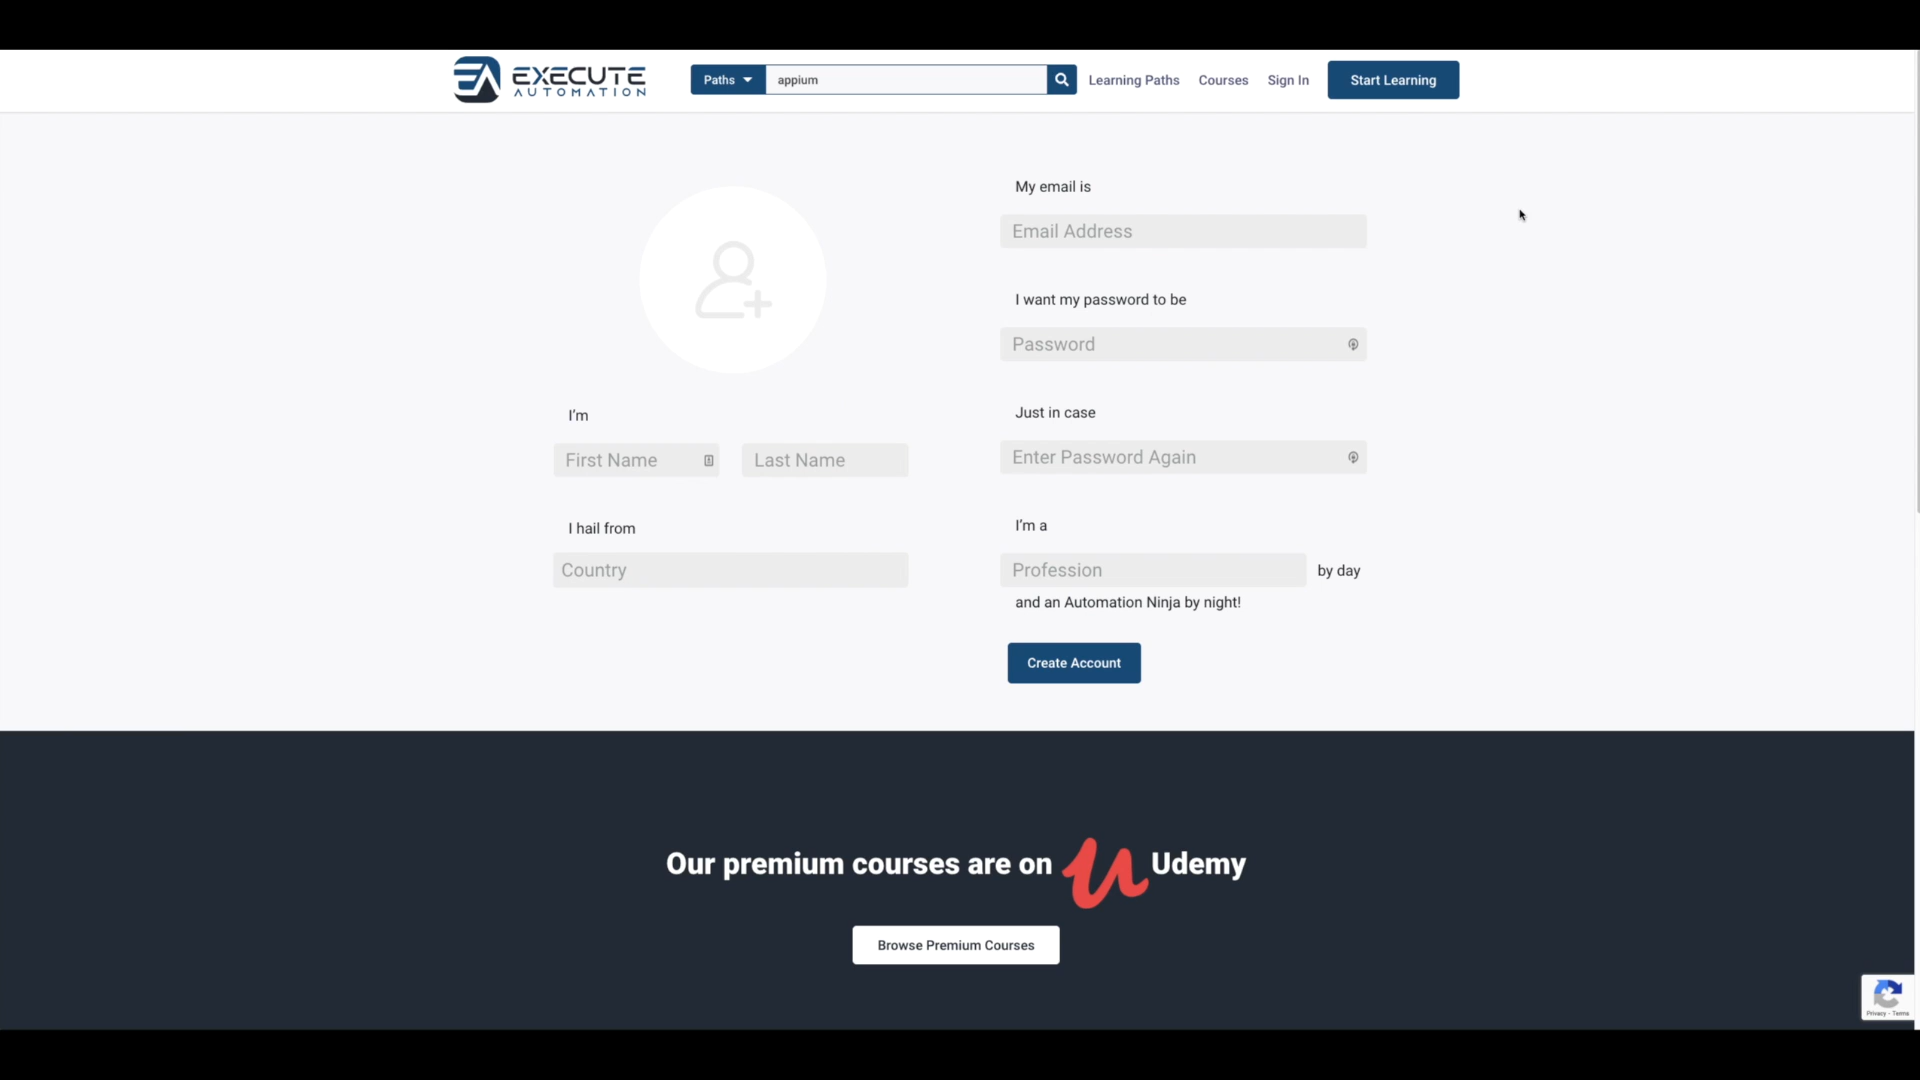 EXECUTE
AUTOMATION
Paths
appium
Learning Paths
Courses
Sign In
Start Learning
My email is
Email Address
I want my password to be
Password
I'm
First Name
Last Name
Just in case
Enter Password Again
I hail from
Country
I'm a
Profession
by day
and an Automation Ninja by night!
Create Account
Our premium courses are on Udemy
Browse Premium Courses
Privacy - Terms